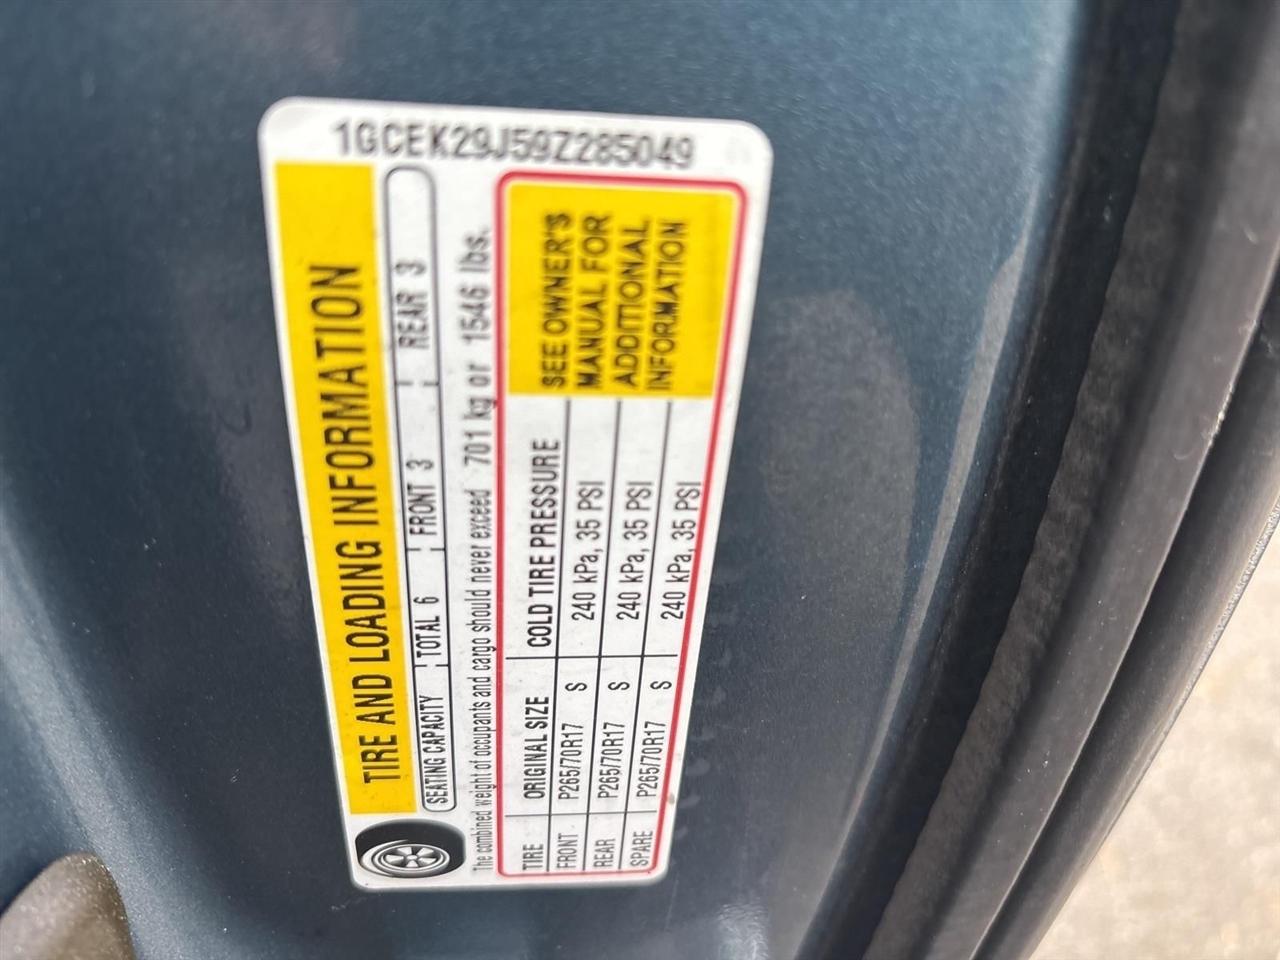 1GCEK29J59Z285049
TIRE AND LOADING INFORMATION
SEATING CAPACITY TOTAL 6 FRONT 3 REAR 3
The combined weight of occupants and cargo should never exceed 701 kg or 1546 lbs.
TIRE ORIGINAL SIZE COLD TIRE PRESSURE
FRONT P265/70R17 S 240 kPa, 35 PSI
REAR P265/70R17 S 240 kPa, 35 PSI
SPARE P265/70R17 S 240 kPa, 35 PSI
SEE OWNER'S
MANUAL FOR
ADDITIONAL
INFORMATION